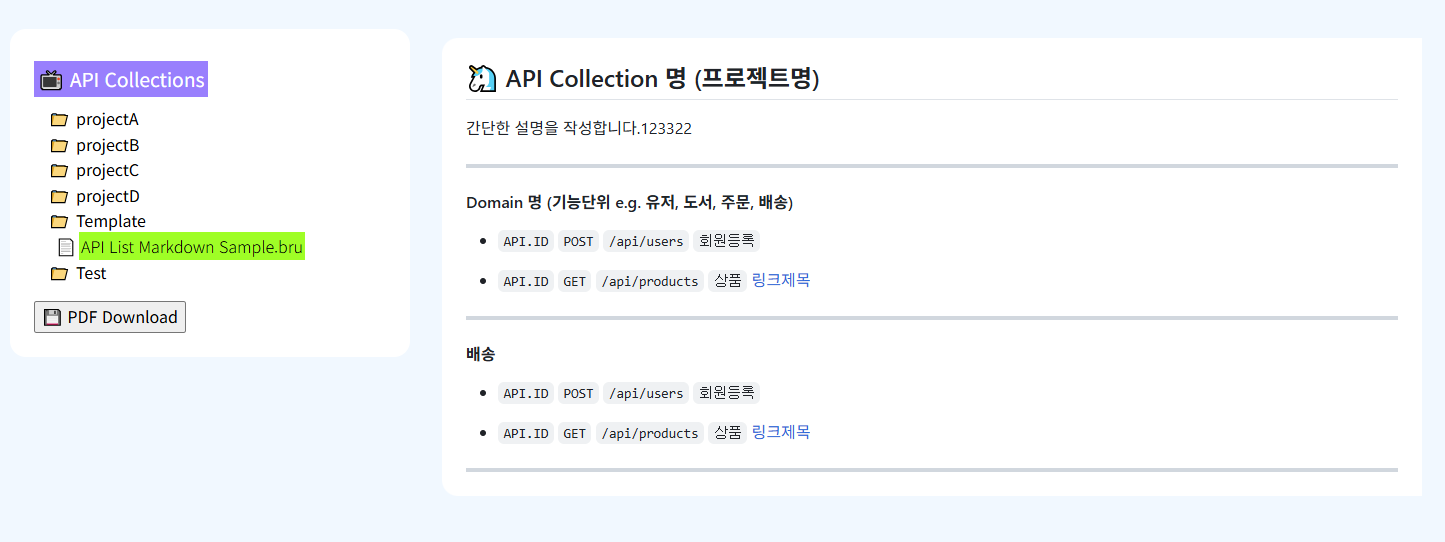 API Collections
projectA
projectB
projectC
projectD
Template
API List Markdown Sample.bru
Test
PDF Download
API Collection 명 (프로젝트명)
간단한 설명을 작성합니다.123322
Domain 명 (기능단위 e.g. 유저, 도서, 주문, 배송)
API.ID POST /api/users 회원등록
API.ID GET /api/products 상품 링크제목
배송
API.ID POST /api/users 회원등록
API.ID GET /api/products 상품 링크제목